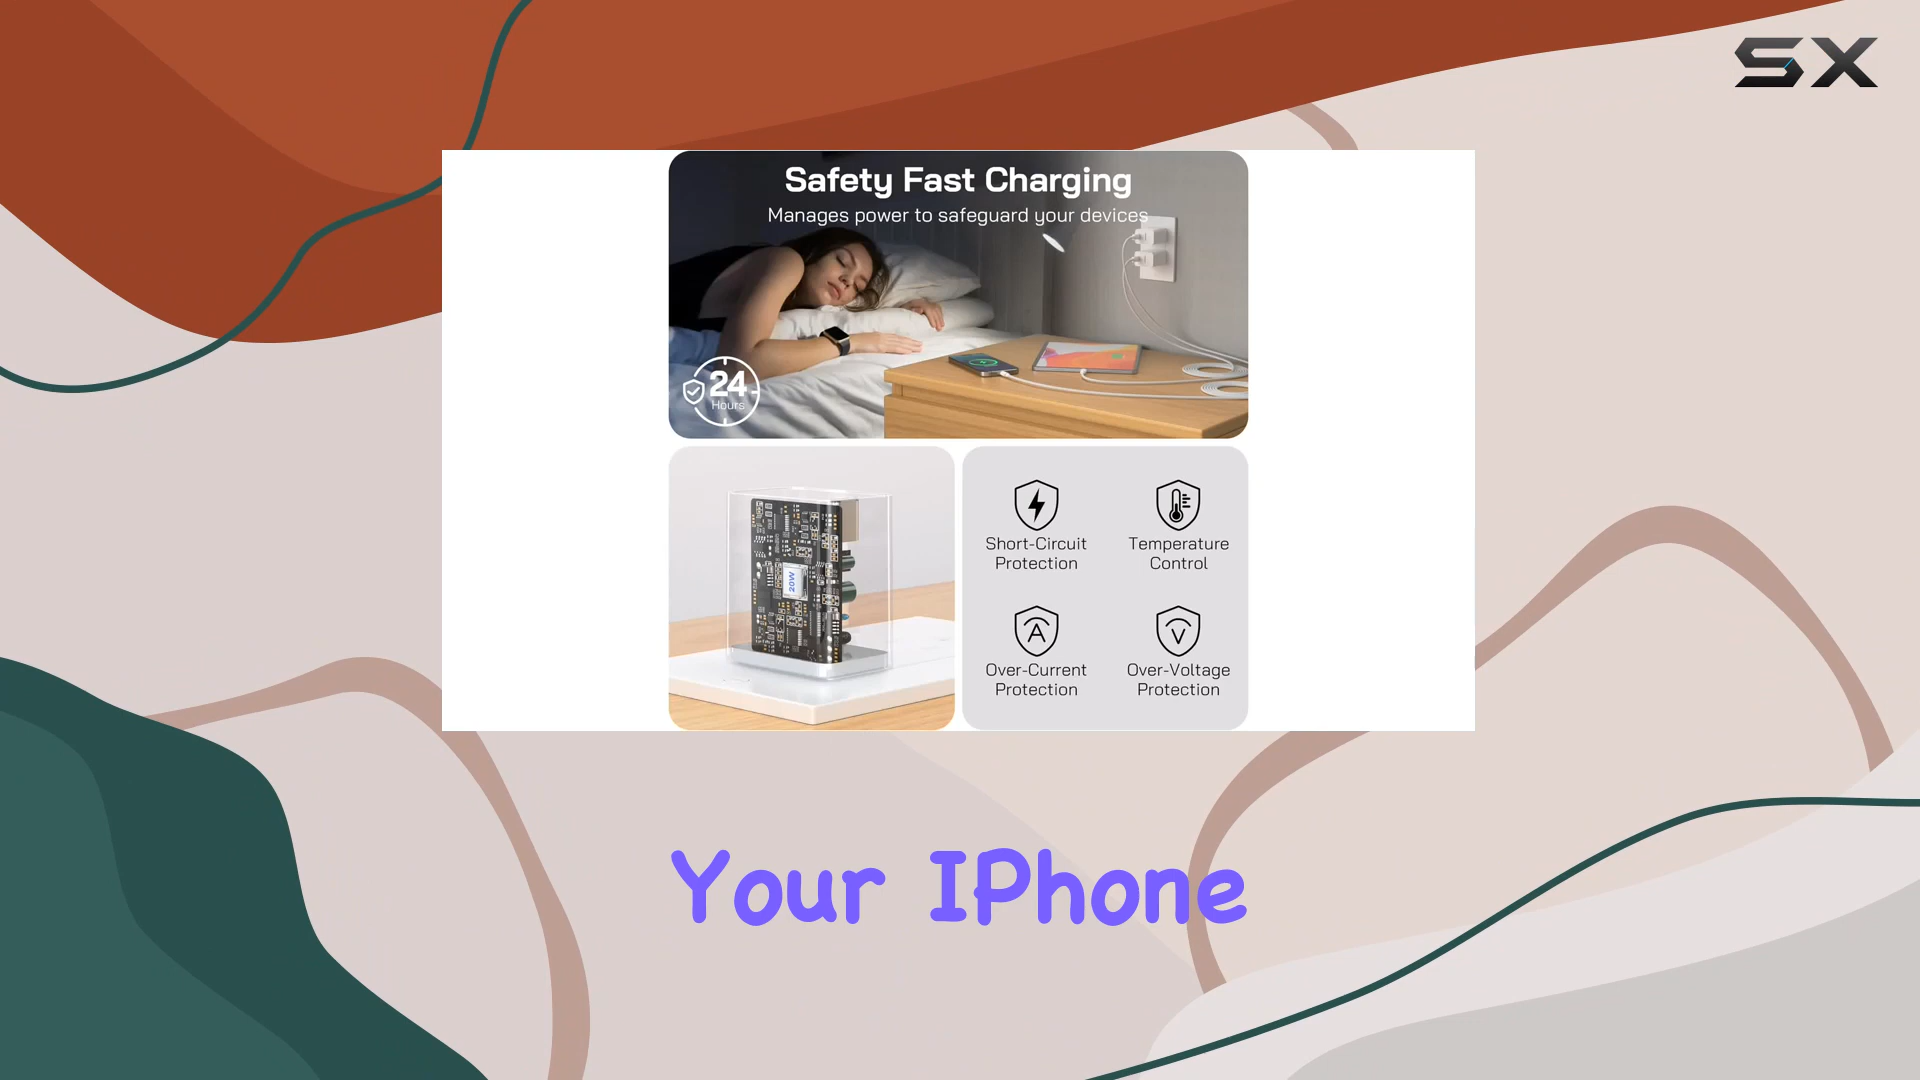 SX
Safety Fast Charging
Manages power to safeguard your devices
24
Hours
20W
Short-Circuit
Protection
Temperature
Control
A
V
Over-Current
Protection
Over-Voltage
Protection
Your IPhone